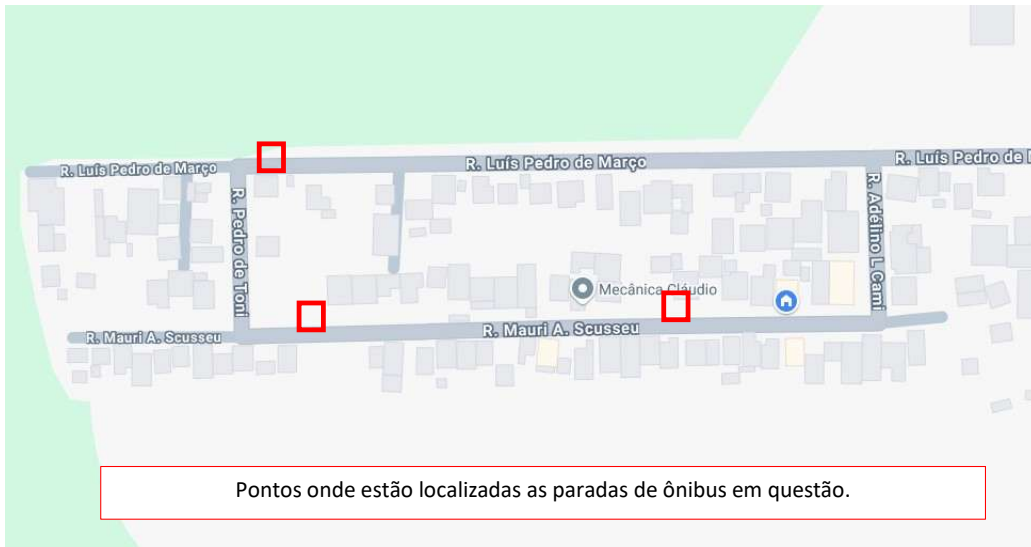 R. Luís Pedro de Março
R. Luís Pedro de Março
R. Luís Pedro de
R. Pedro de Toni
R. Adélino L Cami
Mecânica Cláudio
R. Mauri A. Scusseu
R. Mauri A. Scusseu
Pontos onde estão localizadas as paradas de ônibus em questão.